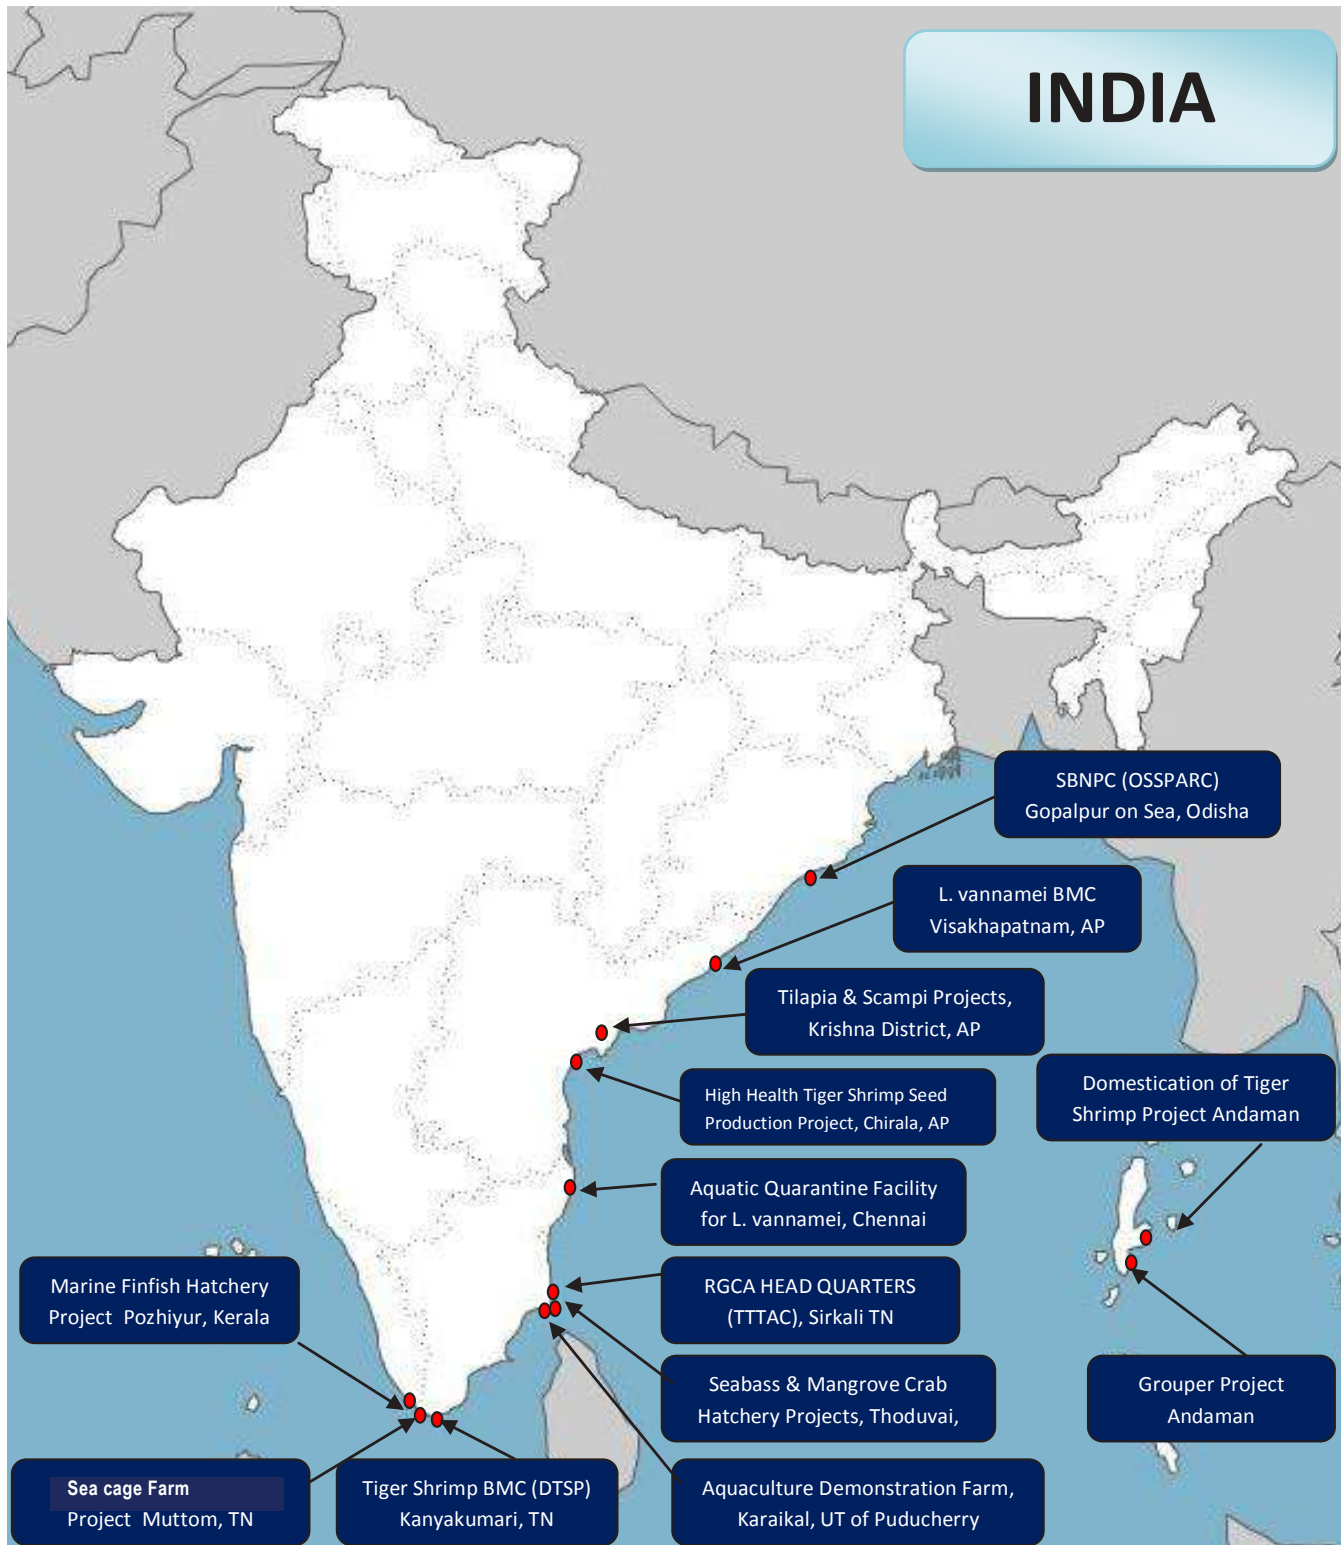 INDIA
SBNPC (OSSPARC)
Gopalpur on Sea, Odisha
L. vannamei BMC
Visakhapatnam, AP
Tilapia & Scampi Projects,
Krishna District, AP
High Health Tiger Shrimp Seed
Production Project, Chirala, AP
Domestication of Tiger
Shrimp Project Andaman
Aquatic Quarantine Facility
for L. vannamei, Chennai
Marine Finfish Hatchery
Project Pozhiyur, Kerala
RGCA HEAD QUARTERS
(TTTAC), Sirkali TN
Seabass & Mangrove Crab
Hatchery Projects, Thoduvai,
Grouper Project
Andaman
Sea cage Farm
Project Muttom, TN
Tiger Shrimp BMC (DTSP)
Kanyakumari, TN
Aquaculture Demonstration Farm,
Karaikal, UT of Puducherry